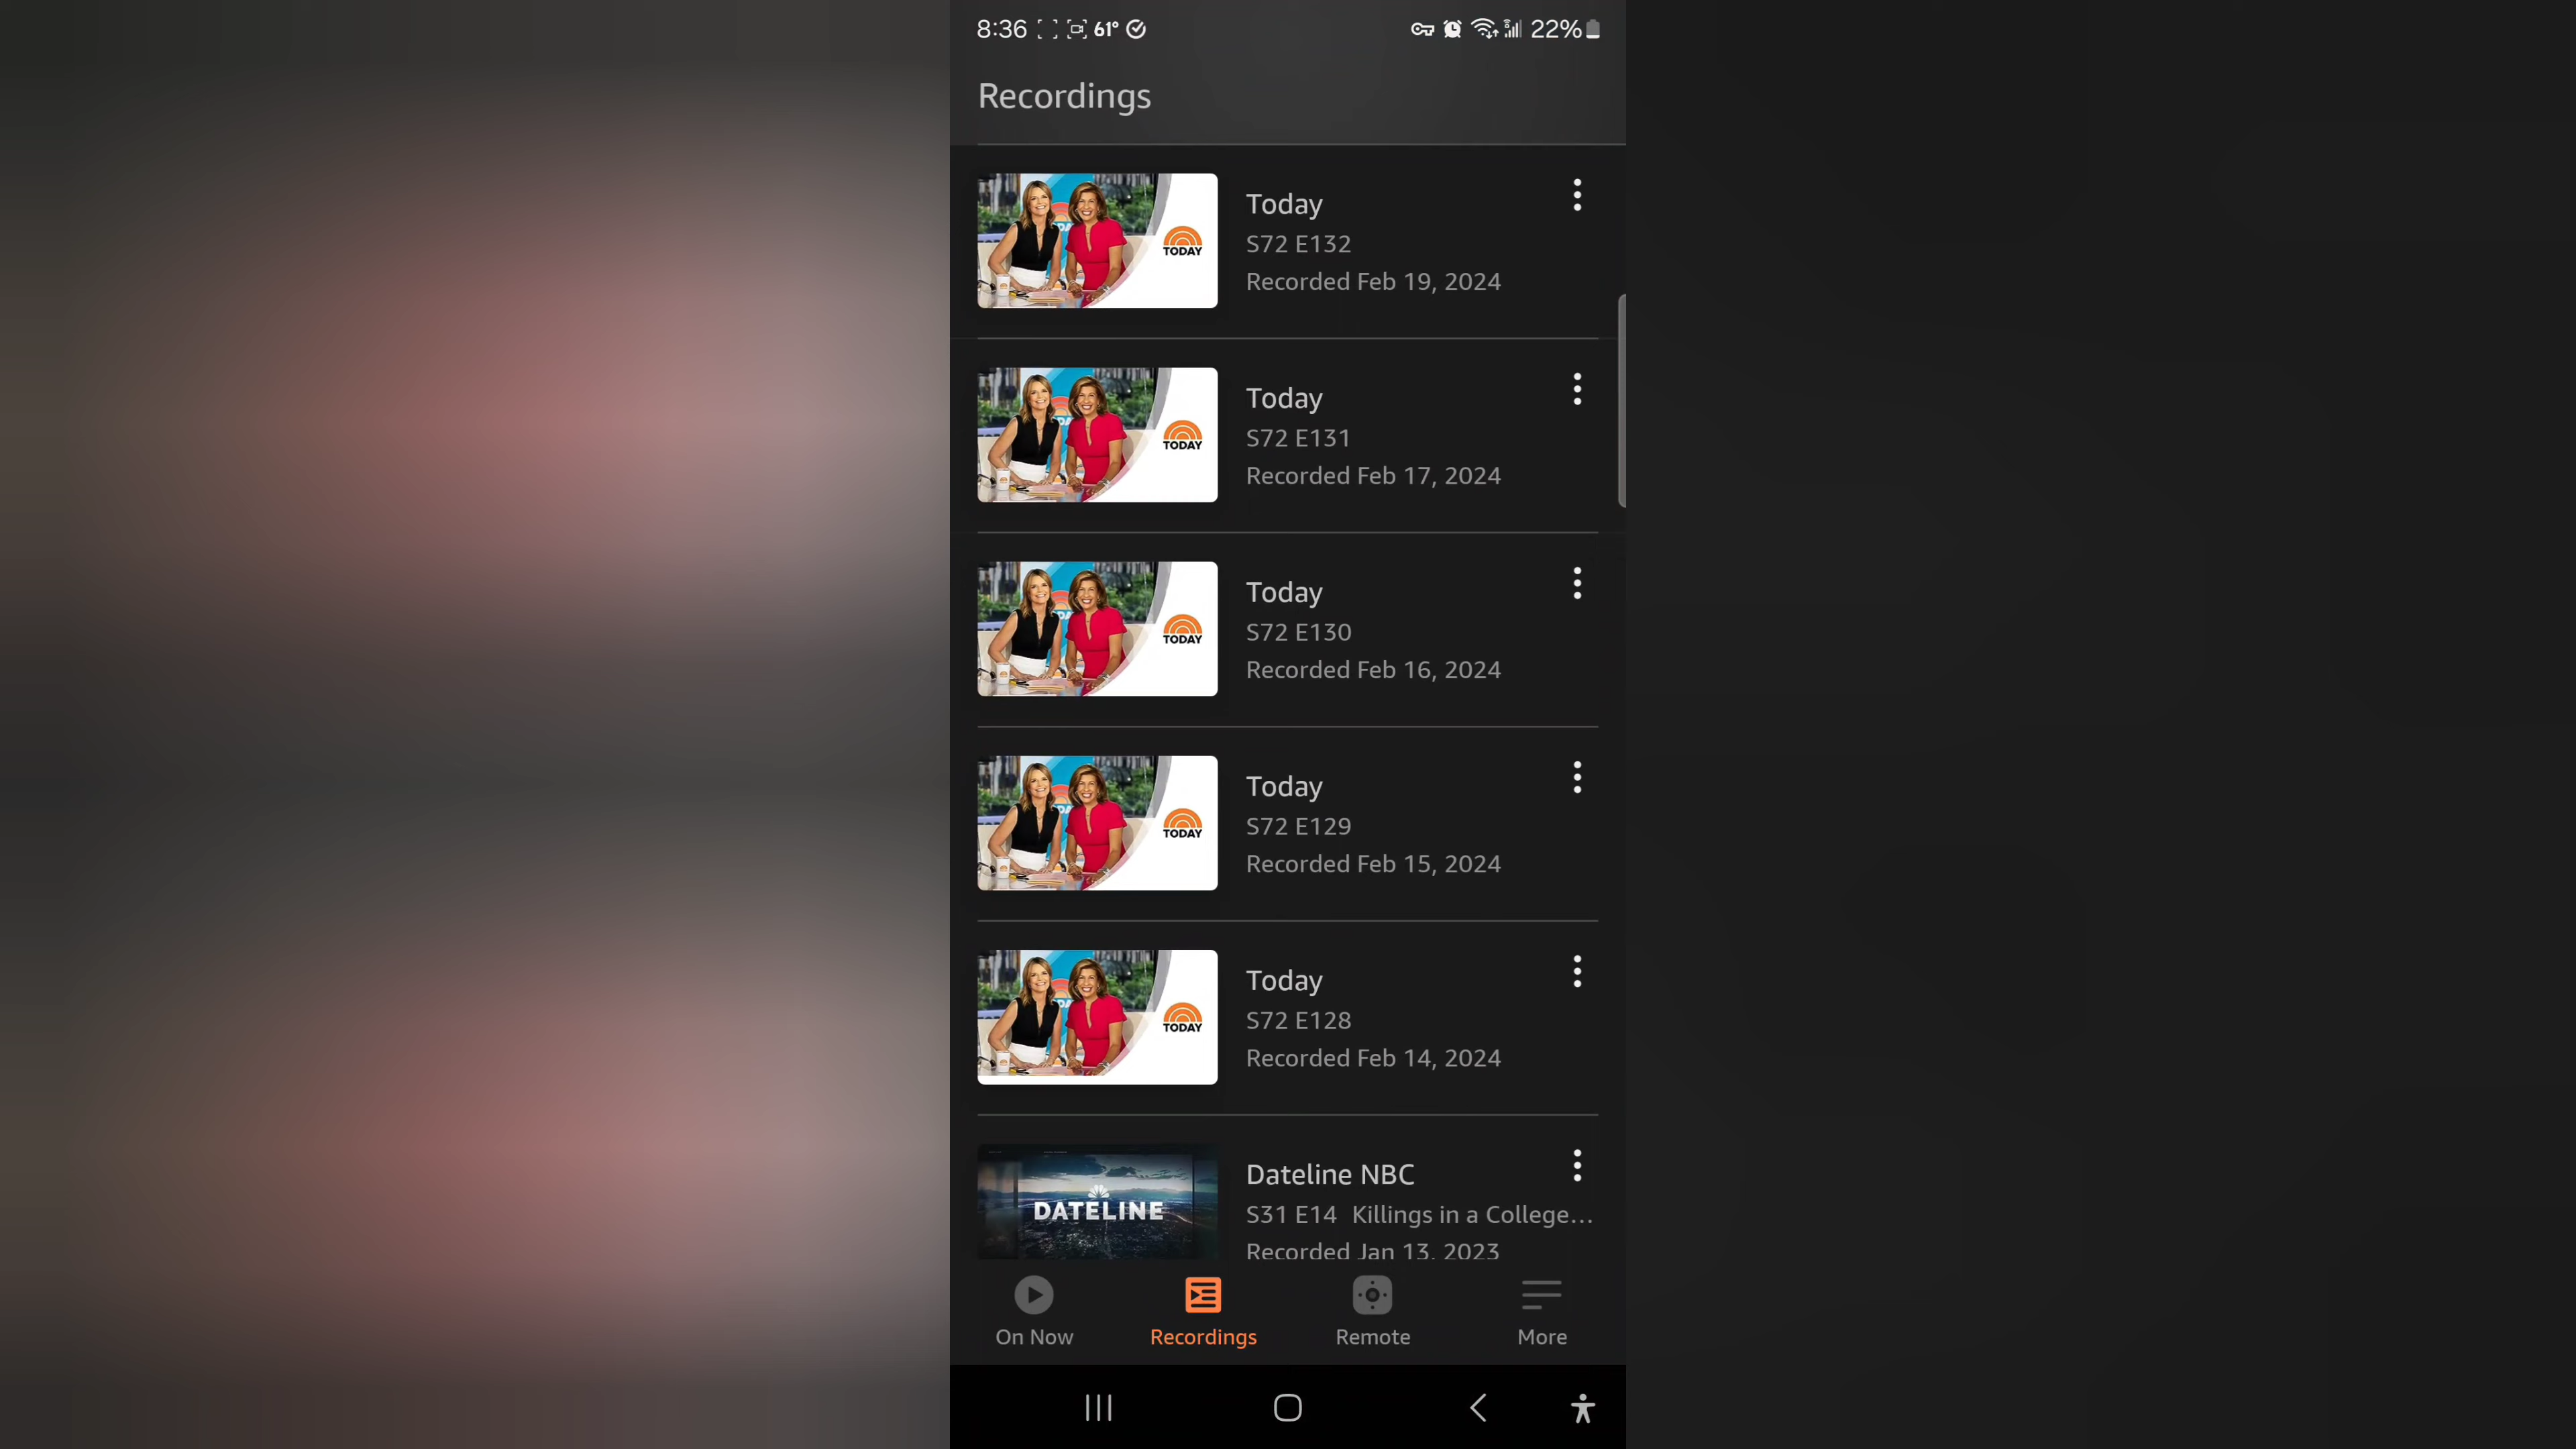 8:36 61° 22%
Recordings
TODAY
Today
S72 E132
Recorded Feb 19, 2024
TODAY
Today
S72 E131
Recorded Feb 17, 2024
TODAY
Today
S72 E130
Recorded Feb 16, 2024
TODAY
Today
S72 E129
Recorded Feb 15, 2024
TODAY
Today
S72 E128
Recorded Feb 14, 2024
DATELINE
Dateline NBC
S31 E14 Killings in a College...
Recorded Jan 13, 2023
On Now Recordings Remote More